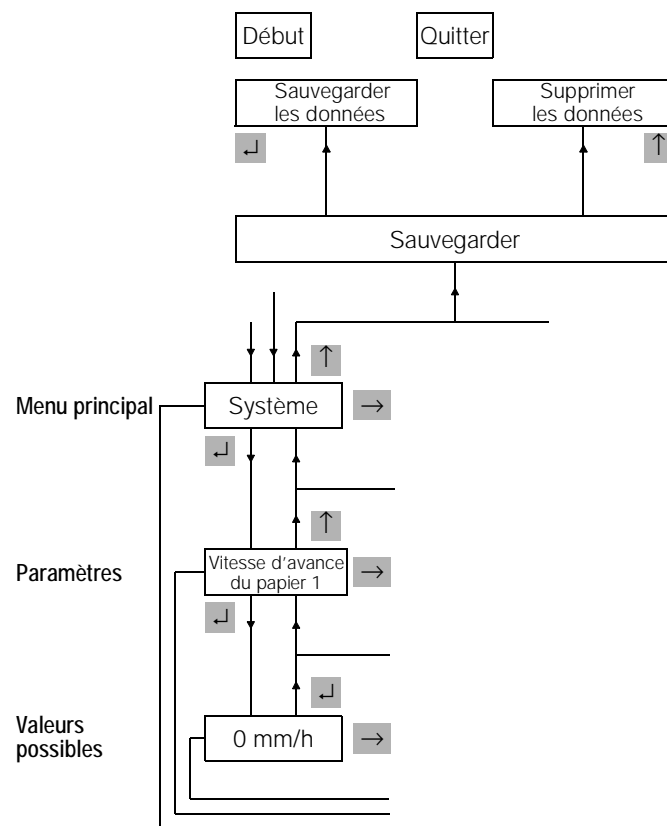 Début
Quitter
Sauvegarder
les données
Supprimer
les données
↵
↑
Sauvegarder
↑
Menu principal
Système
→
↵
↑
Paramètres
Vitesse d'avance
du papier 1
→
↵
↵
Valeurs
possibles
0 mm/h
→